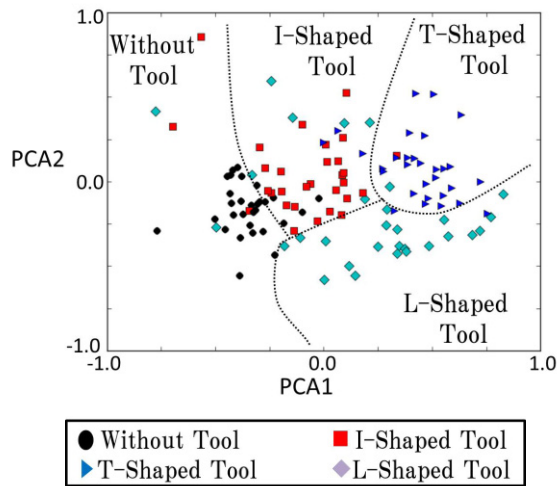 1.0
Without
Tool
I-Shaped
Tool
T-Shaped
Tool
PCA2
0.0
L-Shaped
Tool
-1.0
-1.0
0.0
1.0
PCA1
Without Tool
I-Shaped Tool
T-Shaped Tool
L-Shaped Tool